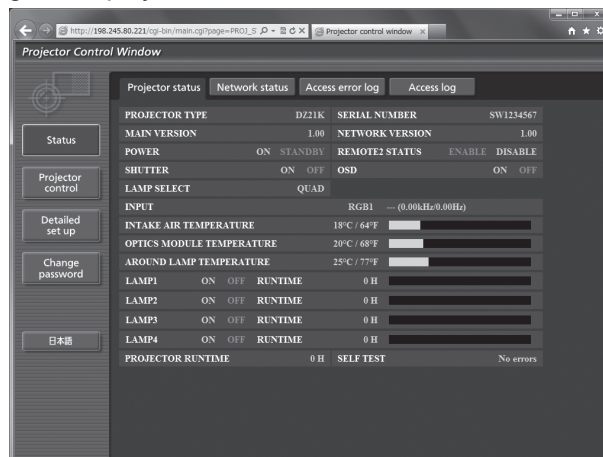 http://198.245.80.221/cgi-bin/main.cgi?page=PROJ_S
Projector control window
Projector Control Window
Projector status Network status Access error log Access log
Status
Projector control
Detailed set up
Change password
日本語
PROJECTOR TYPE DZ21K SERIAL NUMBER SW1234567
MAIN VERSION 1.00 NETWORK VERSION 1.00
POWER ON STANDBY REMOTE2 STATUS ENABLE DISABLE
SHUTTER ON OFF OSD ON OFF
LAMP SELECT QUAD
INPUT RGB1 --- (0.00kHz/0.00Hz)
INTAKE AIR TEMPERATURE 18°C / 64°F
OPTICS MODULE TEMPERATURE 20°C / 68°F
AROUND LAMP TEMPERATURE 25°C / 77°F
LAMP1 ON OFF RUNTIME 0 H
LAMP2 ON OFF RUNTIME 0 H
LAMP3 ON OFF RUNTIME 0 H
LAMP4 ON OFF RUNTIME 0 H
PROJECTOR RUNTIME 0 H SELF TEST No errors